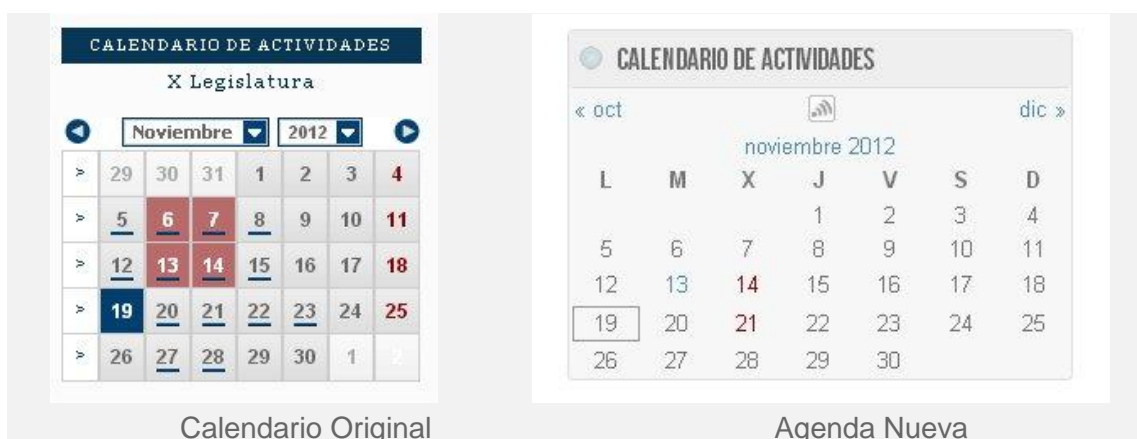 CALENDARIO DE ACTIVIDADES
X Legislatura
Noviembre 2012
> 29 30 31 1 2 3 4
> 5 6 7 8 9 10 11
> 12 13 14 15 16 17 18
> 19 20 21 22 23 24 25
> 26 27 28 29 30 1 2
Calendario Original
CALENDARIO DE ACTIVIDADES
« oct dic »
noviembre 2012
L M X J V S D
1 2 3 4
5 6 7 8 9 10 11
12 13 14 15 16 17 18
19 20 21 22 23 24 25
26 27 28 29 30
Agenda Nueva